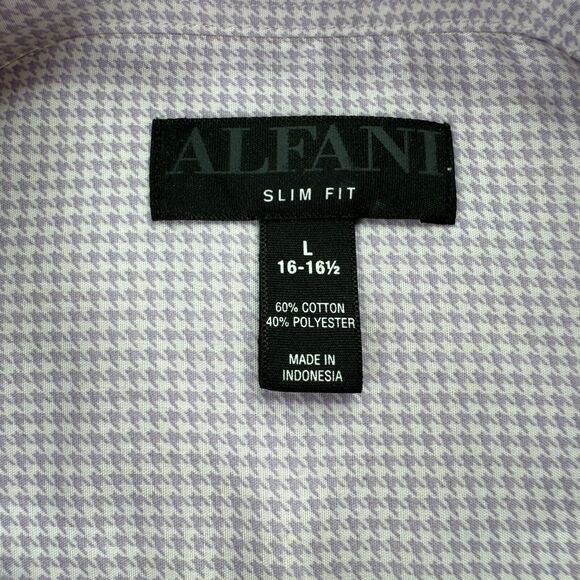 ALFANI
SLIM FIT
L
16-16½
60% COTTON
40% POLYESTER
MADE IN
INDONESIA